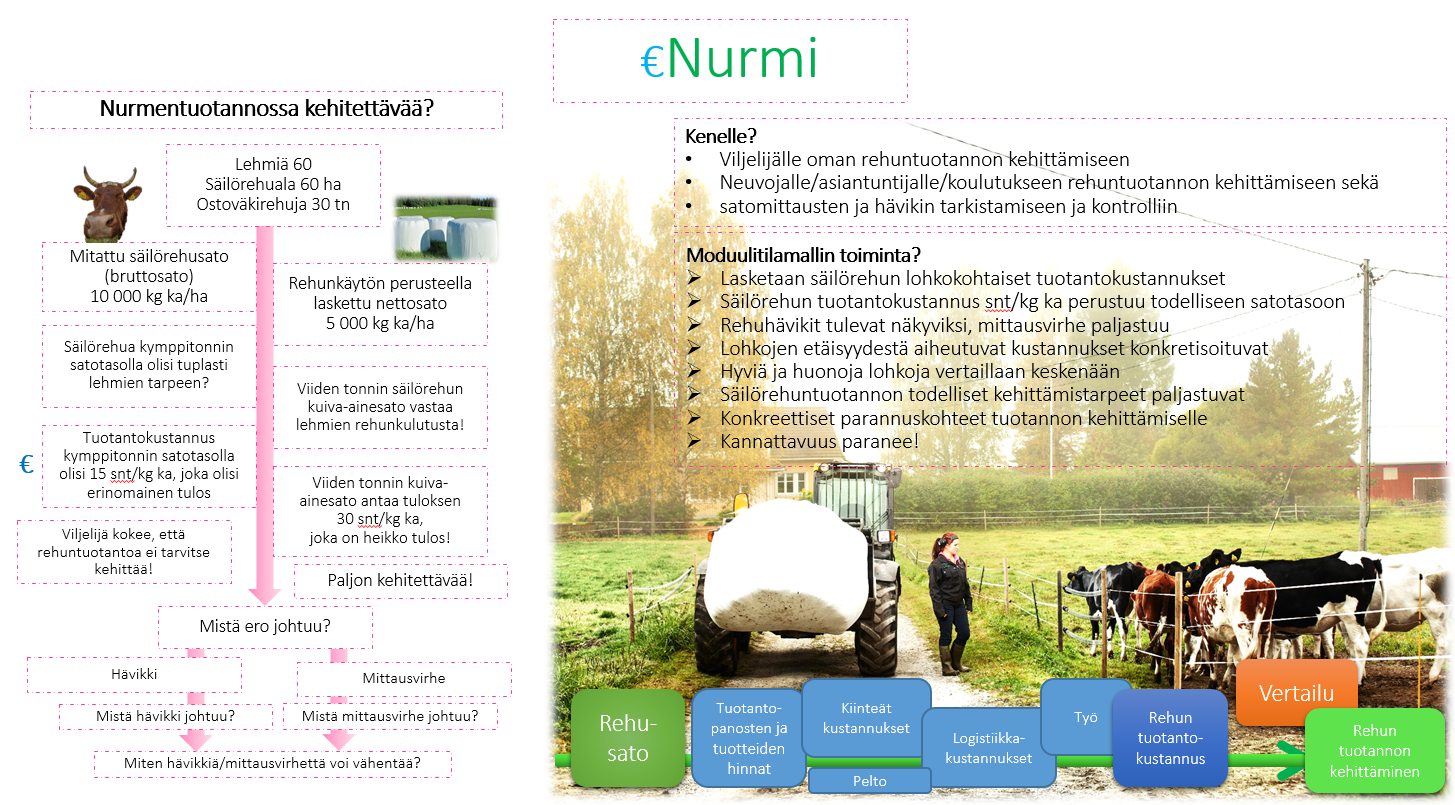 €Nurmi
Nurmentuotannossa kehitettävää?
Lehmiä 60
Säilörehuala 60 ha
Ostoväkirehuja 30 tn
Mitattu säilörehusato
(bruttosato)
10 000 kg ka/ha
Rehunkäytön perusteella
laskettu nettosato
5 000 kg ka/ha
Säilörehua kymppitonnin
satotasolla olisi tuplasti
lehmien tarpeen?
Viiden tonnin säilörehun
kuiva-ainesato vastaa
lehmien rehunkulutusta!
€
Tuotantokustannus
kymppitonnin satotasolla
olisi 15 snt/kg ka, joka olisi
erinomainen tulos
Viiden tonnin kuiva-
ainesato antaa tuloksen
30 snt/kg ka,
joka on heikko tulos!
Viljelijä kokee, että
rehuntuotantoa ei tarvitse
kehittää!
Paljon kehitettävää!
Mistä ero johtuu?
Hävikki
Mittausvirhe
Mistä hävikki johtuu?
Mistä mittausvirhe johtuu?
Miten hävikkiä/mittausvirhettä voi vähentää?
Kenelle?
• Viljelijälle oman rehuntuotannon kehittämiseen
• Neuvojalle/asiantuntijalle/koulutukseen rehuntuotannon kehittämiseen sekä
• satomittausten ja hävikin tarkistamiseen ja kontrolliin
Moduulitilamallin toiminta?
➢ Lasketaan säilörehun lohkokohtaiset tuotantokustannukset
➢ Säilörehun tuotantokustannus snt/kg ka perustuu todelliseen satotasoon
➢ Rehuhävikit tulevat näkyviksi, mittausvirhe paljastuu
➢ Lohkojen etäisyydestä aiheutuvat kustannukset konkretisoituvat
➢ Hyviä ja huonoja lohkoja vertaillaan keskenään
➢ Säilörehuntuotannon todelliset kehittämistarpeet paljastuvat
➢ Konkreettiset parannuskohteet tuotannon kehittämiselle
➢ Kannattavuus paranee!
Rehu-
sato
Tuotanto-
panosten ja
tuotteiden
hinnat
Kiinteät
kustannukset
Pelto
Logistiikka-
kustannukset
Työ
Rehun
tuotanto-
kustannus
Vertailu
Rehun
tuotannon
kehittäminen